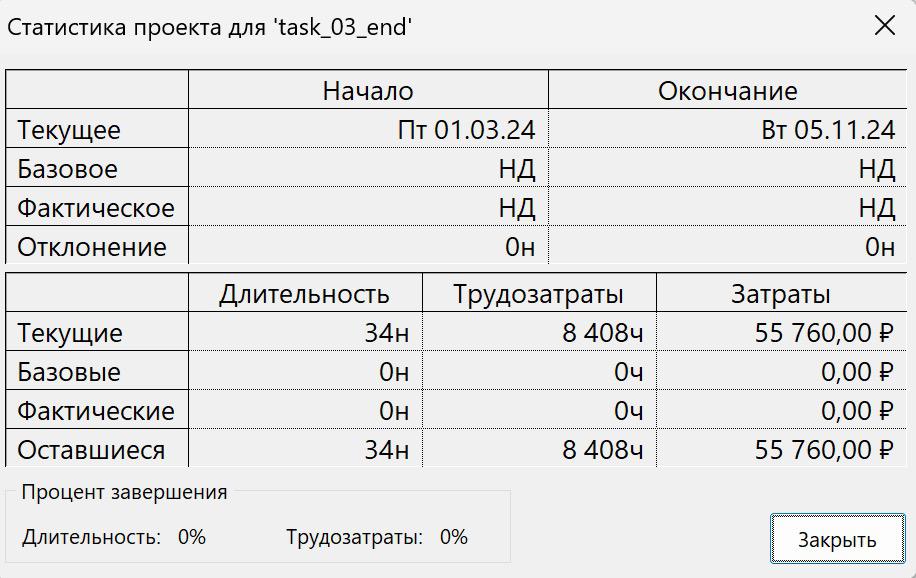 Статистика проекта для 'task_03_end'
Начало Окончание
Текущее Пт 01.03.24 Вт 05.11.24
Базовое НД НД
Фактическое НД НД
Отклонение 0н 0н
Длительность Трудозатраты Затраты
Текущие 34н 8 408ч 55 760,00 ₽
Базовые 0н 0ч 0,00 ₽
Фактические 0н 0ч 0,00 ₽
Оставшиеся 34н 8 408ч 55 760,00 ₽
Процент завершения
Длительность: 0% Трудозатраты: 0%
Закрыть